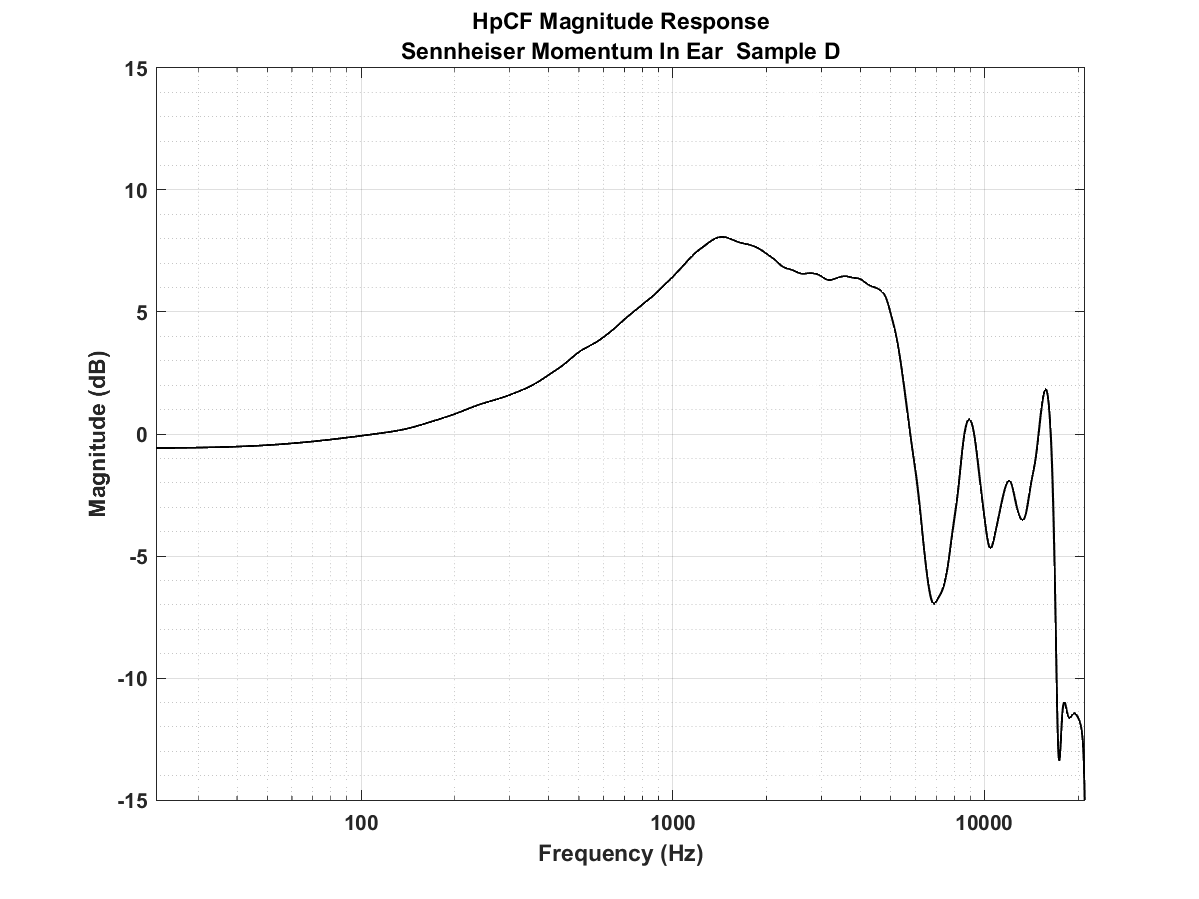 HpCF Magnitude Response
Sennheiser Momentum In Ear  Sample D
15
10
5
0
-5
-10
-15
Magnitude (dB)
100
1000
10000
Frequency (Hz)